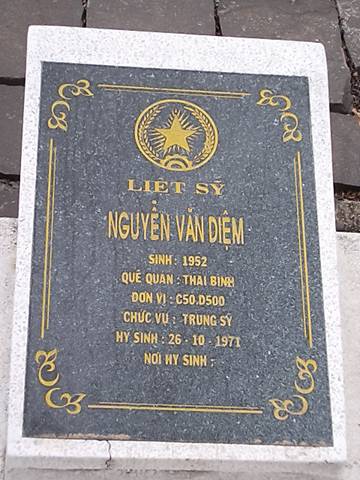 LIỆT SỸ
NGUYỄN VĂN DIỆM
SINH : 1952
QUÊ QUÁN : THÁI BÌNH
ĐƠN VỊ : C50.D500
CHỨC VỤ : TRUNG SỸ
HY SINH : 26 - 10 - 1971
NƠI HY SINH :